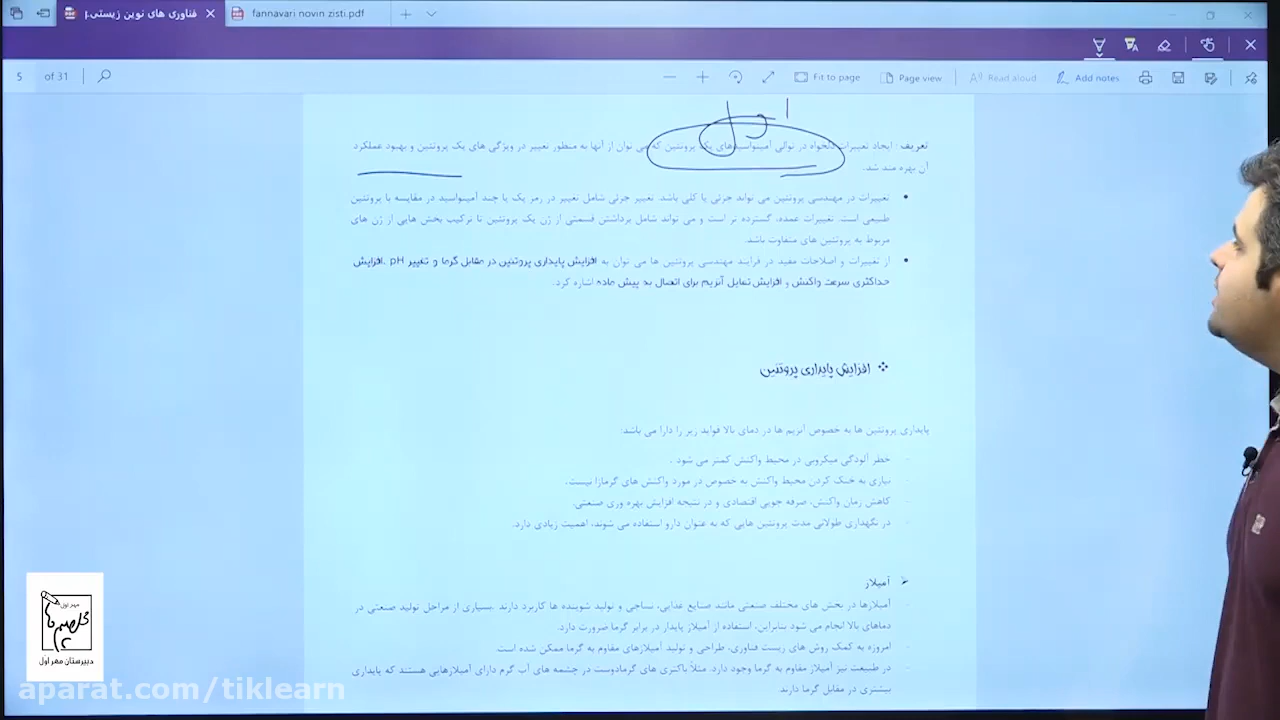 فناوری های نوین زیستی.p
fannavari novin zisti.pdf
5 of 31
Fit to page
Page view
Read aloud
Add notes
تعریف : ایجاد تغییرات دلخواه در توالی آمینواسیدهای یک پروتئین که می توان از آنها به منظور تغییر در ویژگی های یک پروتئین و بهبود عملکرد
آن بهره مند شد.
• تغییرات در مهندسی پروتئین می تواند جزئی یا کلی باشد. تغییر جزئی شامل تغییر در رمز یک یا چند آمینواسید در مقایسه با پروتئین
طبیعی است. تغییرات عمده، گسترده تر است و می تواند شامل برداشتن قسمتی از ژن یک پروتئین تا ترکیب بخش هایی از ژن های
مربوط به پروتئین های متفاوت باشد.
• از تغییرات و اصلاحات مفید در فرایند مهندسی پروتئین ها می توان به افزایش پایداری پروتئین در مقابل گرما و تغییر pH ،افزایش
حداکثری سرعت واکنش و افزایش تمایل آنزیم برای اتصال به پیش ماده اشاره کرد.
❖ افزایش پایداری پروتئین
پایداری پروتئین ها به خصوص آنزیم ها در دمای بالا فواید زیر را دارا می باشد:
- خطر آلودگی میکروبی در محیط واکنش کمتر می شود .
- نیازی به خنک کردن محیط واکنش به خصوص در مورد واکنش های گرمازا نیست.
- کاهش زمان واکنش، صرفه جویی اقتصادی و در نتیجه افزایش بهره وری صنعتی.
- در نگهداری طولانی مدت پروتئین هایی که به عنوان دارو استفاده می شوند، اهمیت زیادی دارد.
➢ آمیلاز
- آمیلازها در بخش های مختلف صنعتی مانند صنایع غذایی، نساجی و تولید شوینده ها کاربرد دارند .بسیاری از مراحل تولید صنعتی در
دماهای بالا انجام می شود بنابراین، استفاده از آمیلاز پایدار در برابر گرما ضرورت دارد.
- امروزه به کمک روش های زیست فناوری، طراحی و تولید آمیلازهای مقاوم به گرما ممکن شده است.
- در طبیعت نیز آمیلاز مقاوم به گرما وجود دارد. مثلاً باکتری های گرمادوست در چشمه های آب گرم دارای آمیلازهایی هستند که پایداری
بیشتری در مقابل گرما دارند.
مهر اول
دبیرستان مهر اول
aparat.com/tiklearn